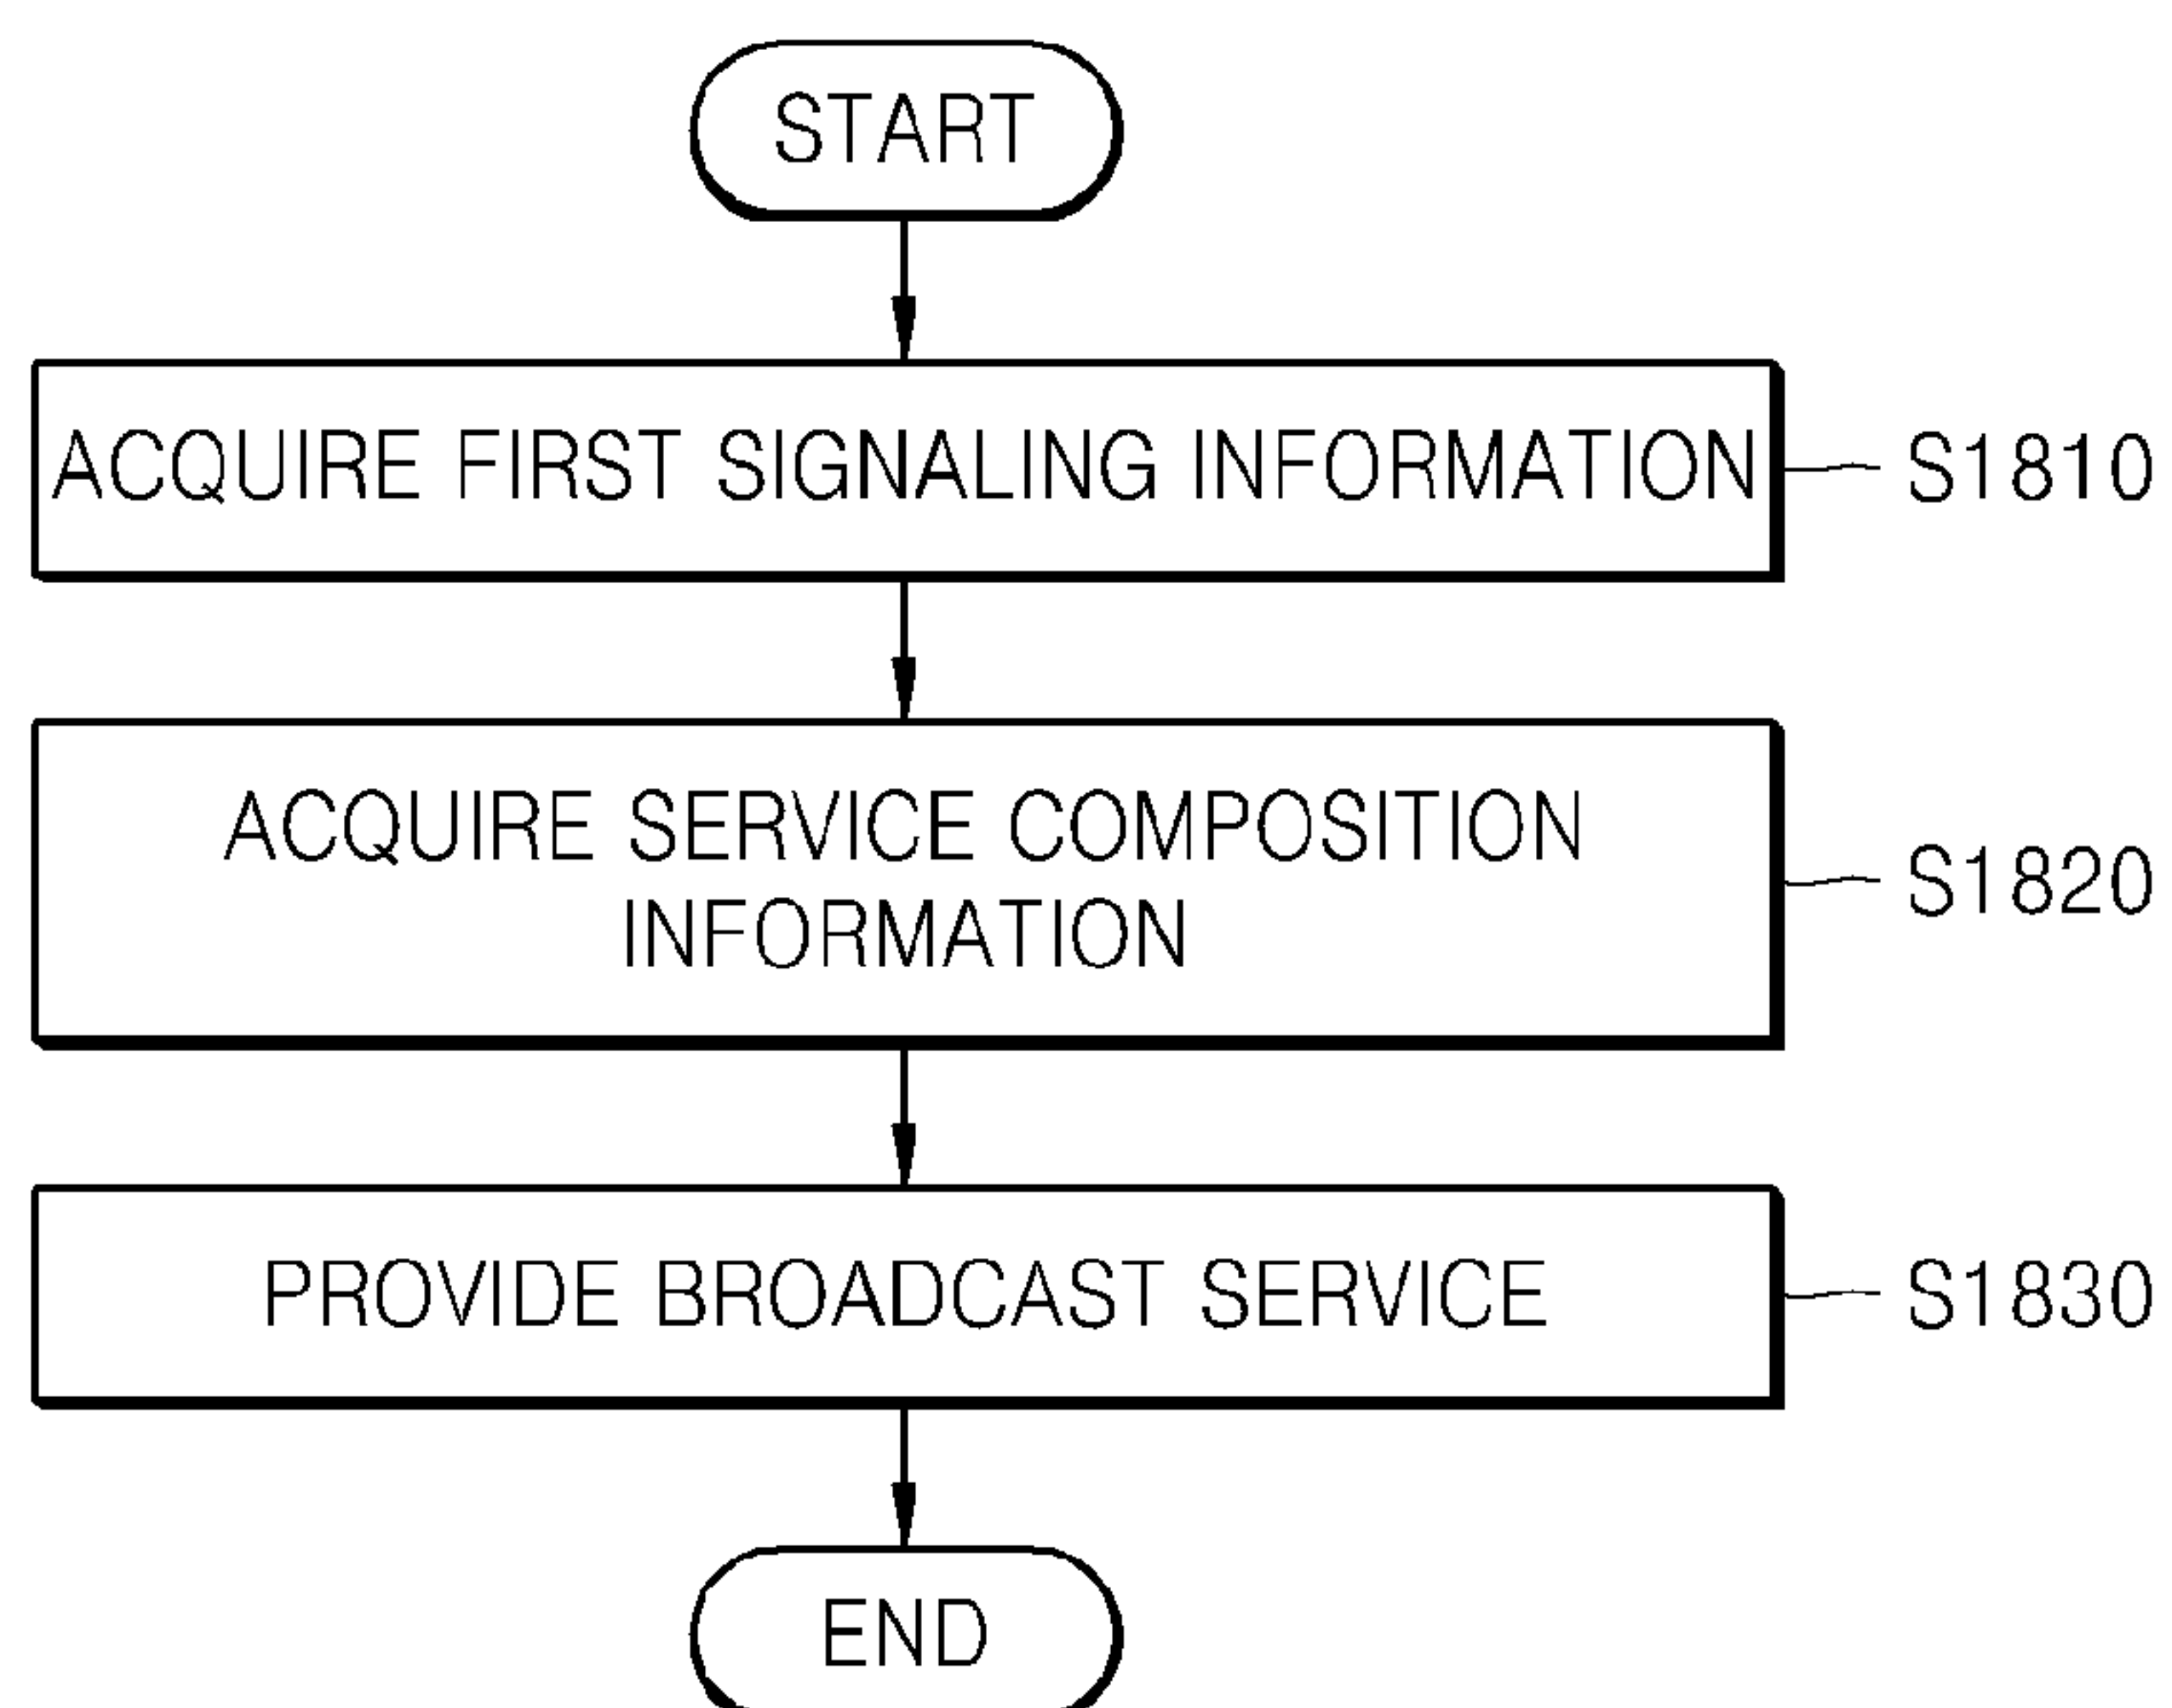 START
ACQUIRE FIRST SIGNALING INFORMATION
S1810
ACQUIRE SERVICE COMPOSITION
INFORMATION
S1820
PROVIDE BROADCAST SERVICE
S1830
END